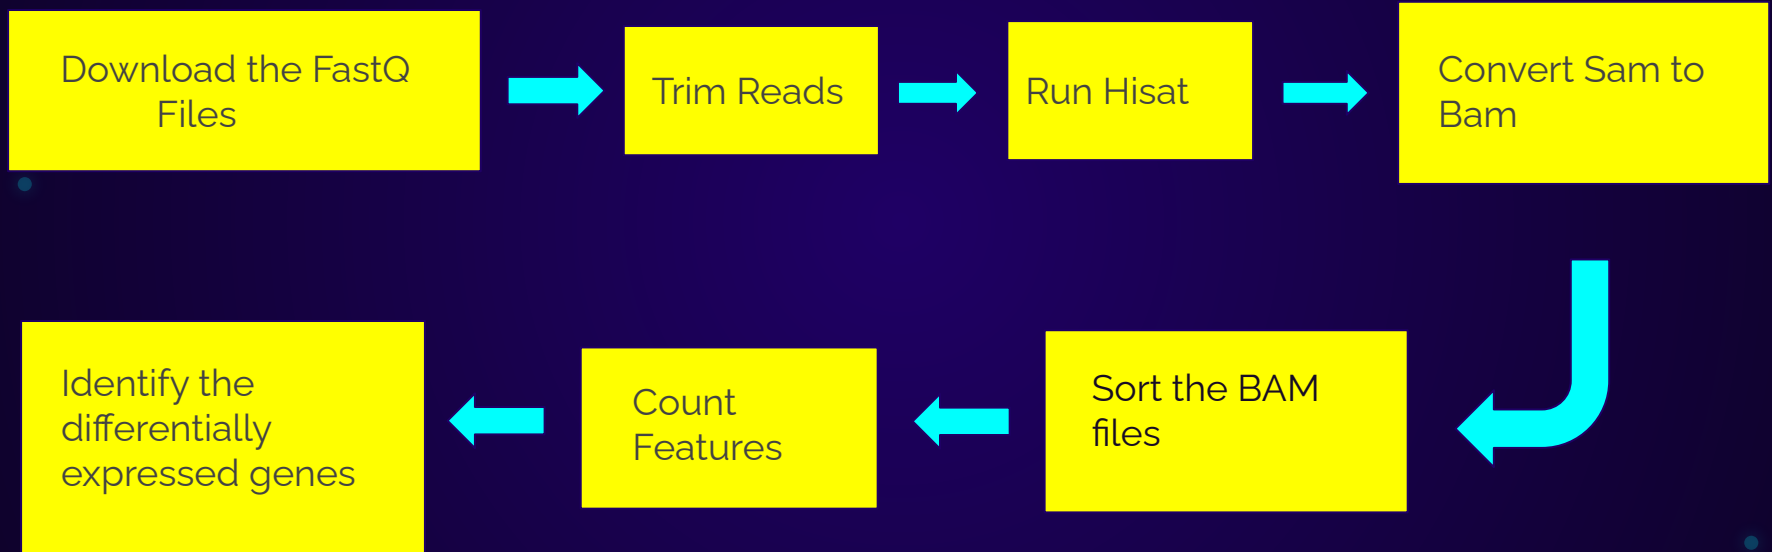 Download the FastQ
Files
Trim Reads
Run Hisat
Convert Sam to
Bam
Sort the BAM
files
Count
Features
Identify the
differentially
expressed genes